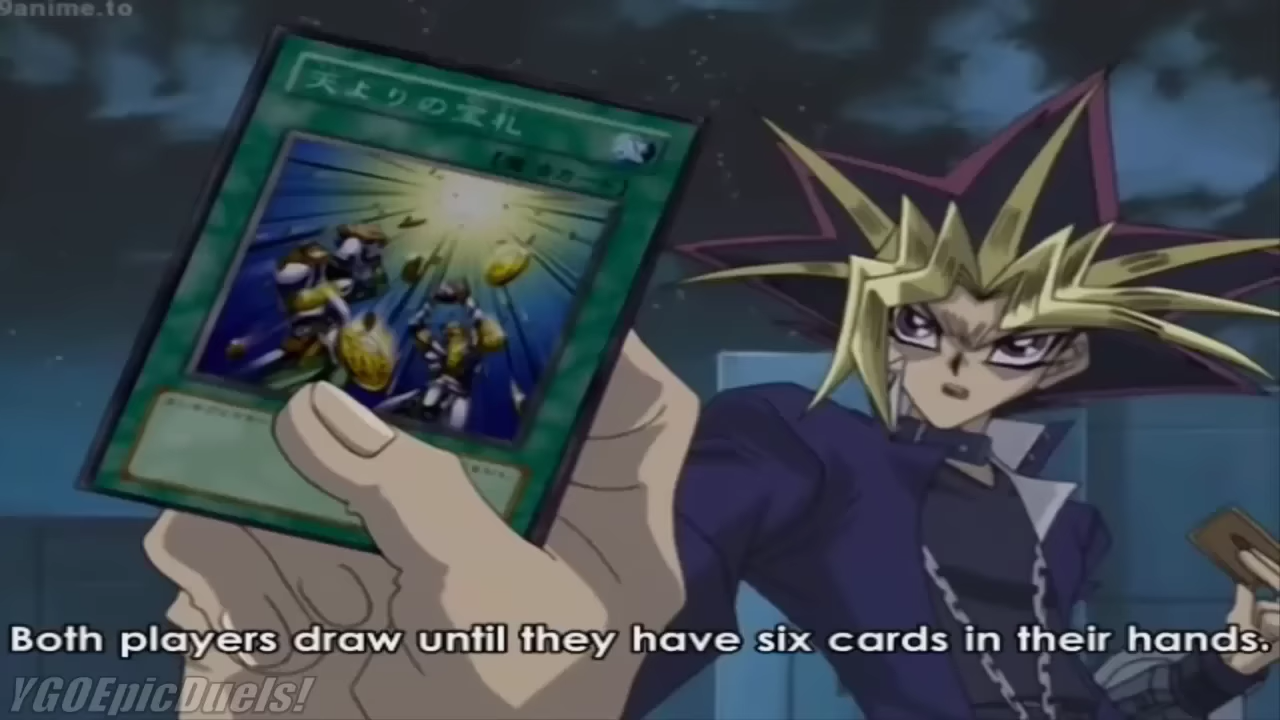 9anime.to
天よりの宝札
Both players draw until they have six cards in their hands.
YGOEpicDuels!